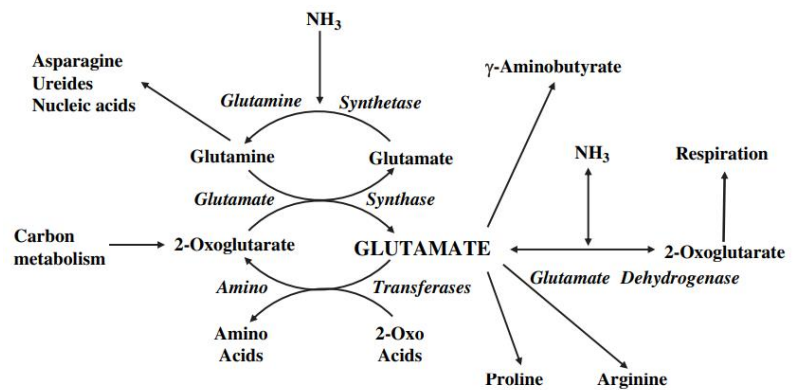 NH₃
Asparagine
Ureides
Nucleic acids
γ-Aminobutyrate
Glutamine Synthetase
Glutamine
Glutamate
NH₃
Respiration
Glutamate Synthase
Carbon
metabolism
2-Oxoglutarate
GLUTAMATE
2-Oxoglutarate
Glutamate Dehydrogenase
Amino Transferases
Amino
Acids
2-Oxo
Acids
Proline
Arginine